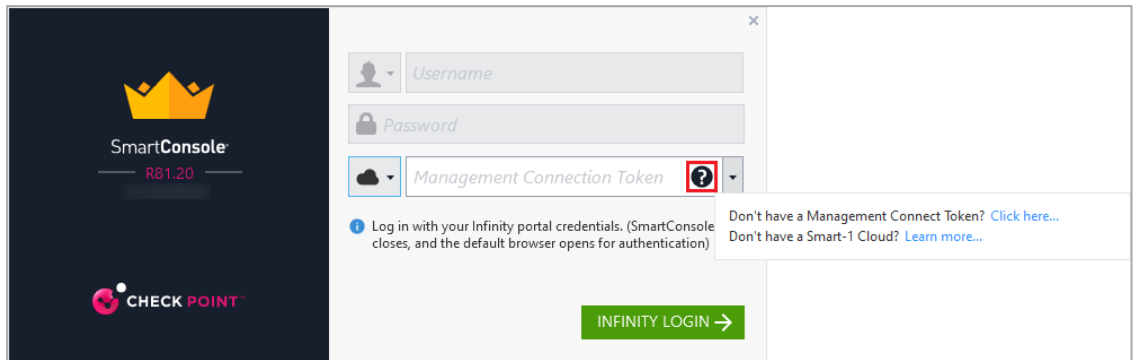 SmartConsole
R81.20
CHECK POINT™
×
Username
Password
Management Connection Token ?
Don't have a Management Connect Token? Click here...
Don't have a Smart-1 Cloud? Learn more...
Log in with your Infinity portal credentials. (SmartConsole
closes, and the default browser opens for authentication)
INFINITY LOGIN →